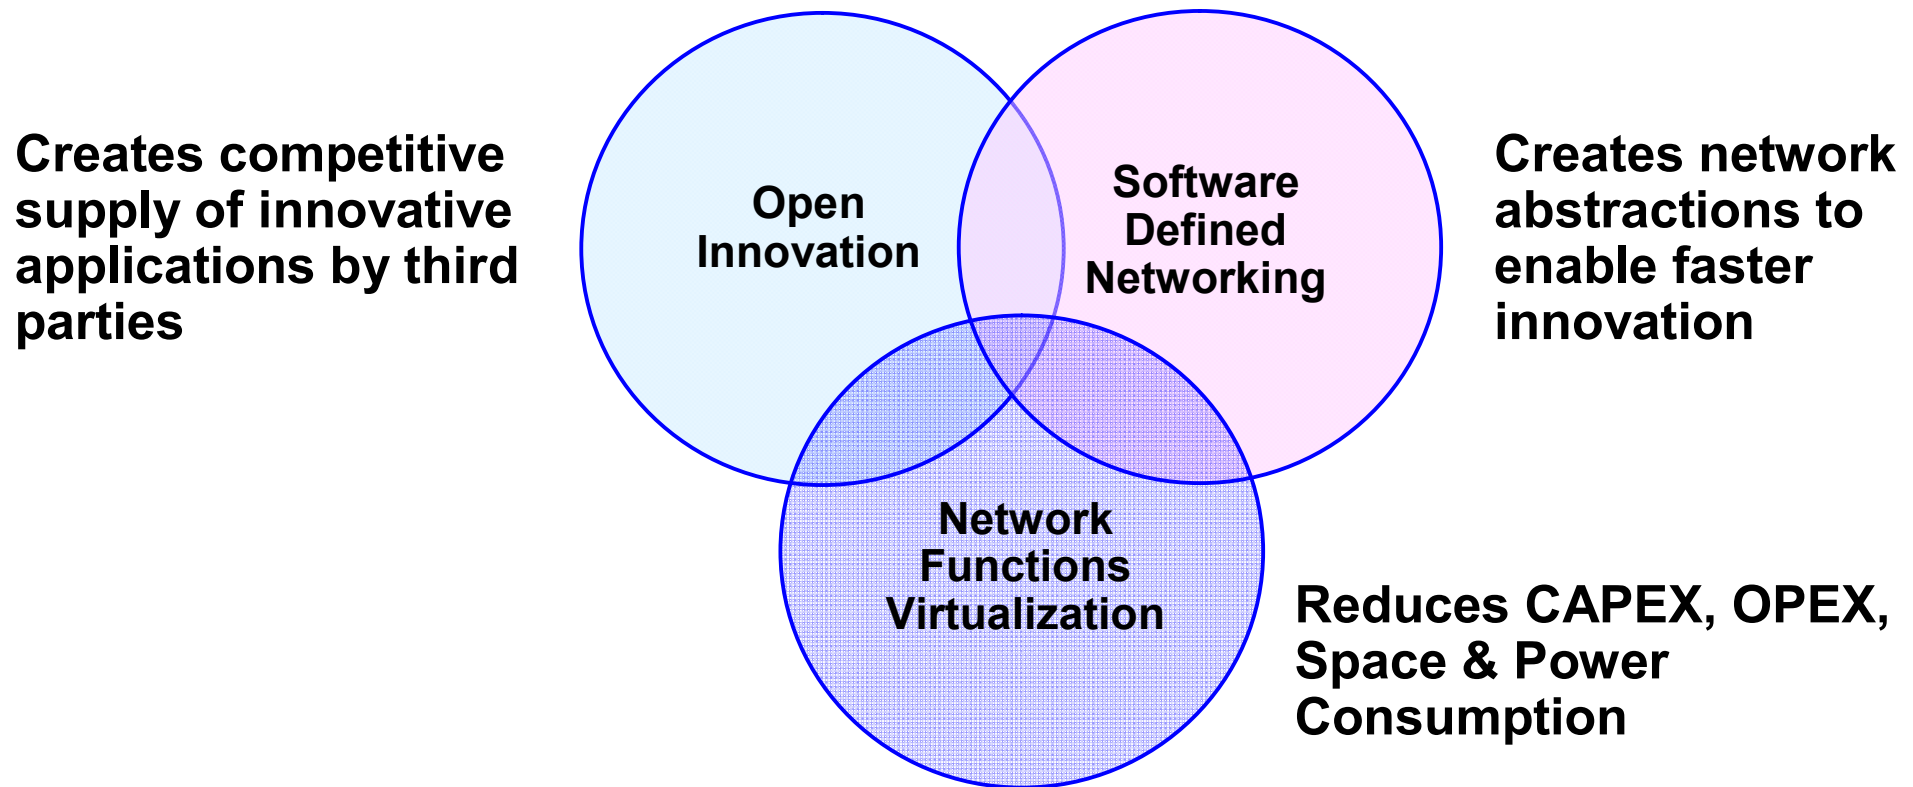 Creates competitive
supply of innovative
applications by third
parties
Open
Innovation
Software
Defined
Networking
Creates network
abstractions to
enable faster
innovation
Network
Functions
Virtualization
Reduces CAPEX, OPEX,
Space & Power
Consumption